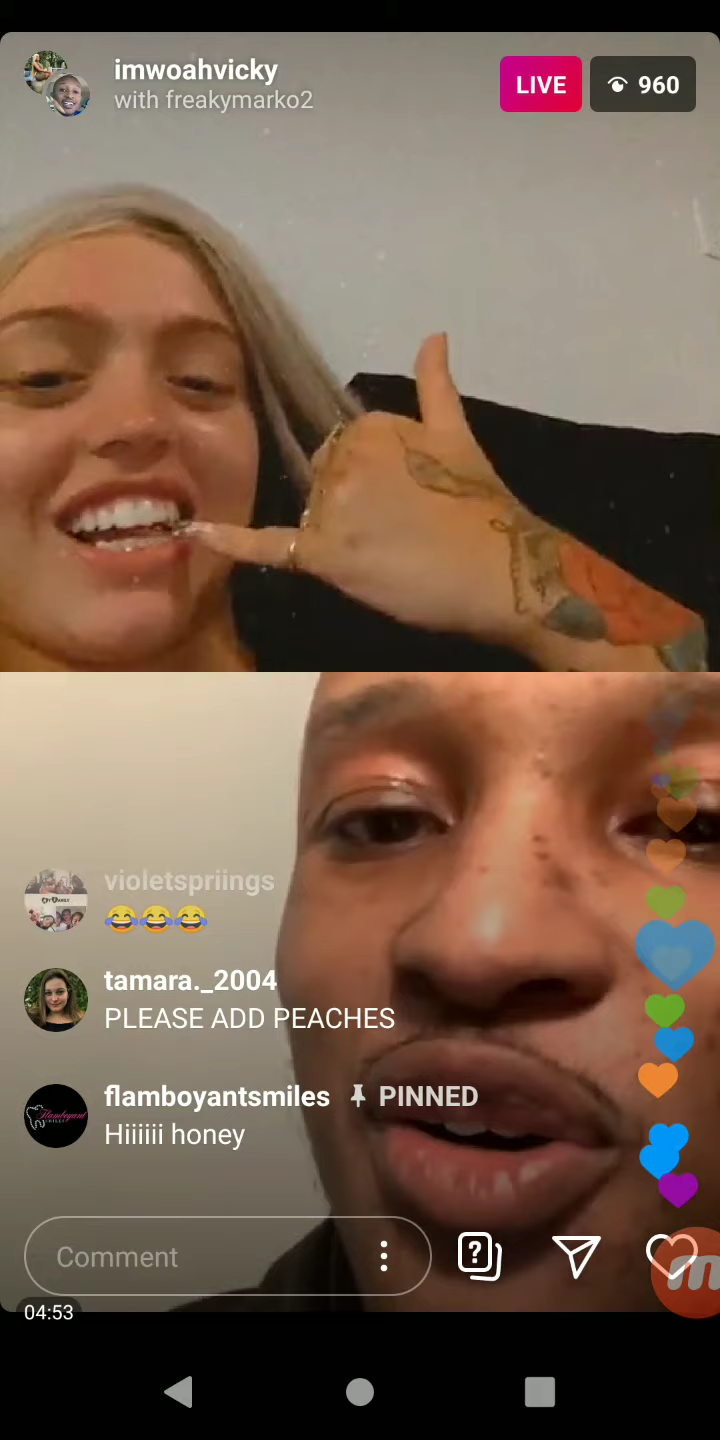 imwoahvicky
with freakymarko2
LIVE
960
violetspriings
😂😂😂
tamara._2004
PLEASE ADD PEACHES
flamboyantsmiles PINNED
Hiiiiii honey
Comment
04:53